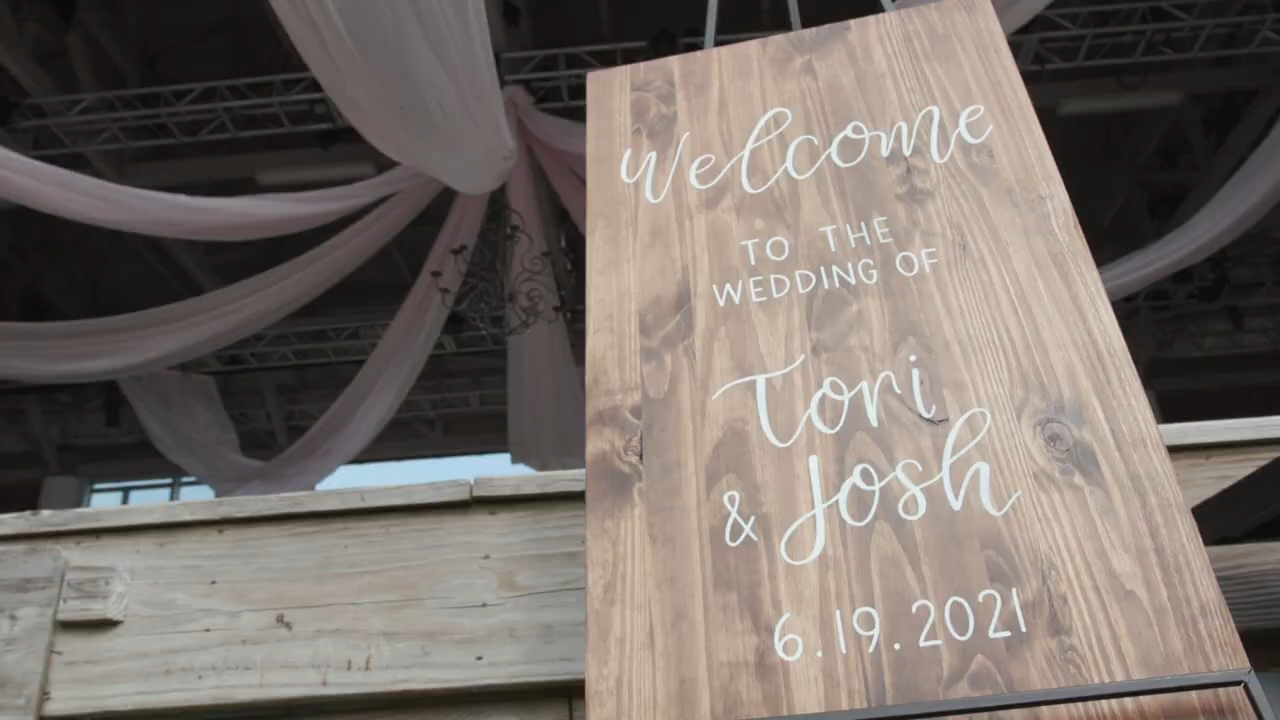 Welcome
TO THE
WEDDING OF
Tori
& Josh
6.19.2021